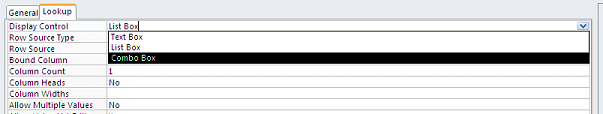 General Lookup
Display Control List Box
Row Source Type Text Box
Row Source List Box
Bound Column Combo Box
Column Count 1
Column Heads No
Column Widths
Allow Multiple Values No